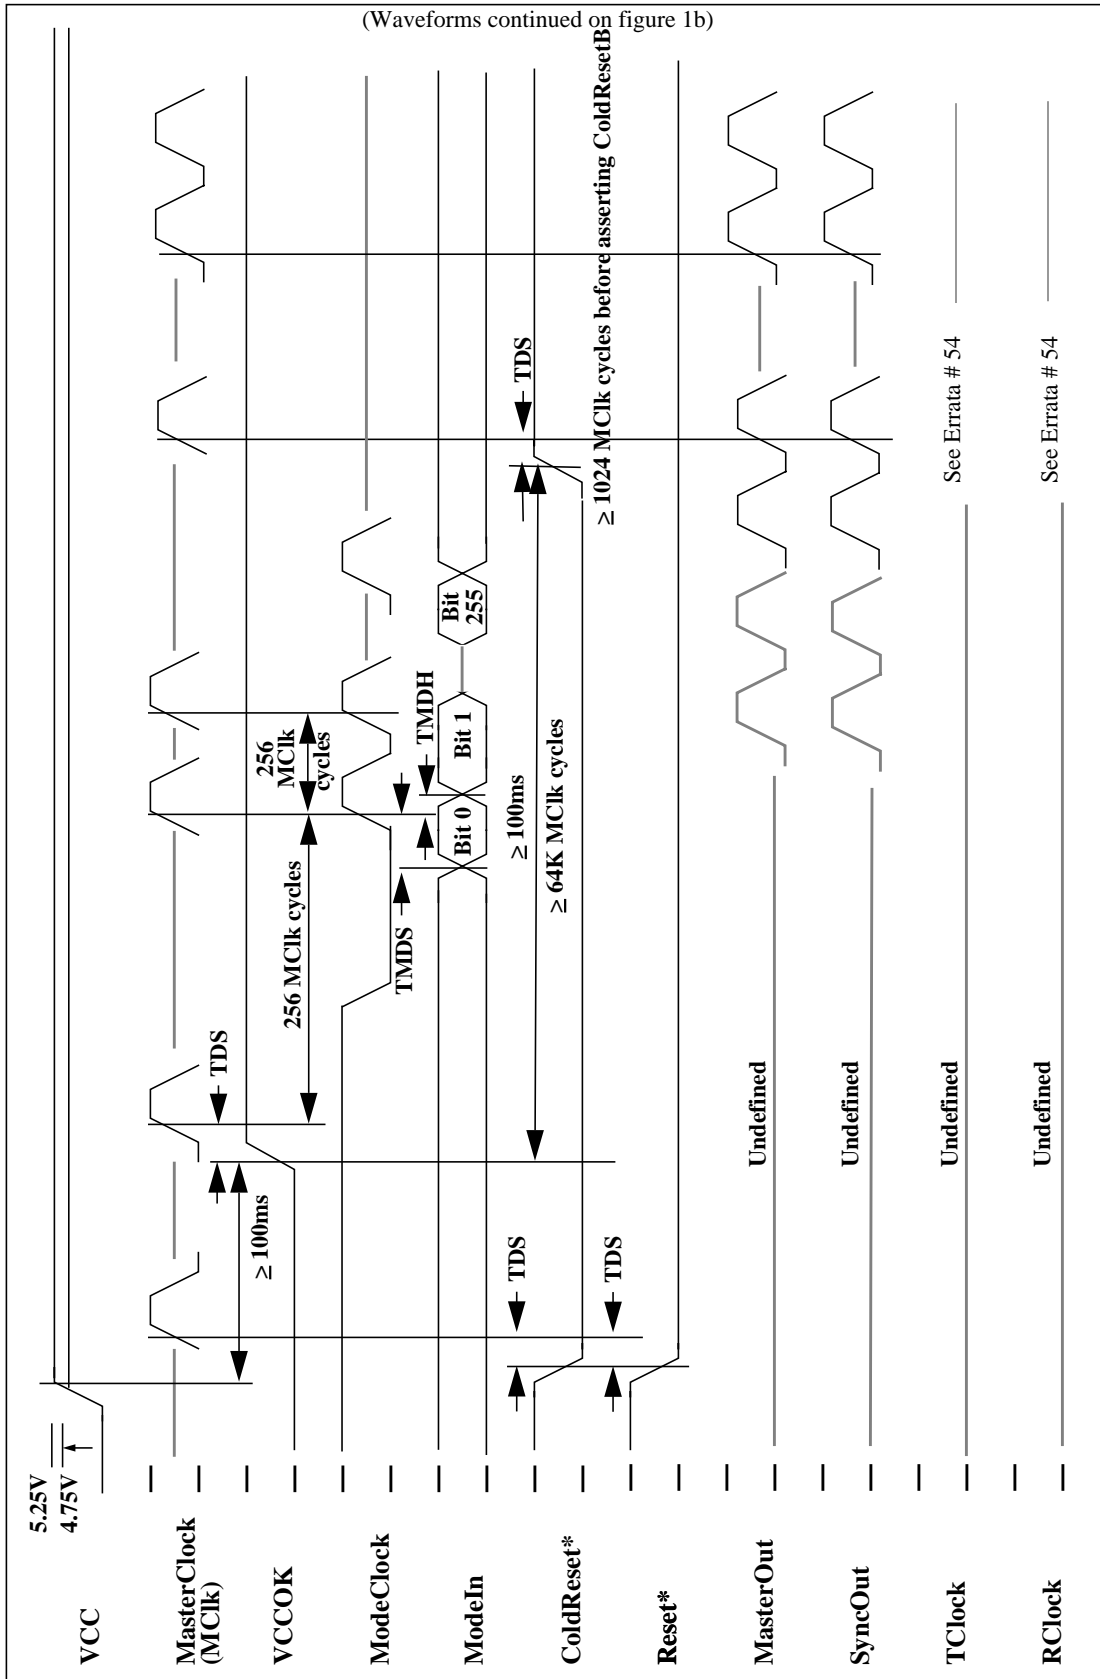 (Waveforms continued on figure 1b)
5.25V
4.75V
VCC
MasterClock
(MClk)
≥ 100ms
TDS
VCCOK
256 MClk cycles
256
MClk
cycles
ModeClock
TMDS
TMDH
ModeIn
Bit 0
Bit 1
Bit
255
ColdReset*
TDS
≥ 100ms
≥ 64K MClk cycles
TDS
≥ 1024 MClk cycles before asserting ColdResetB
Reset*
TDS
MasterOut
Undefined
SyncOut
Undefined
TClock
Undefined
See Errata # 54
RClock
Undefined
See Errata # 54